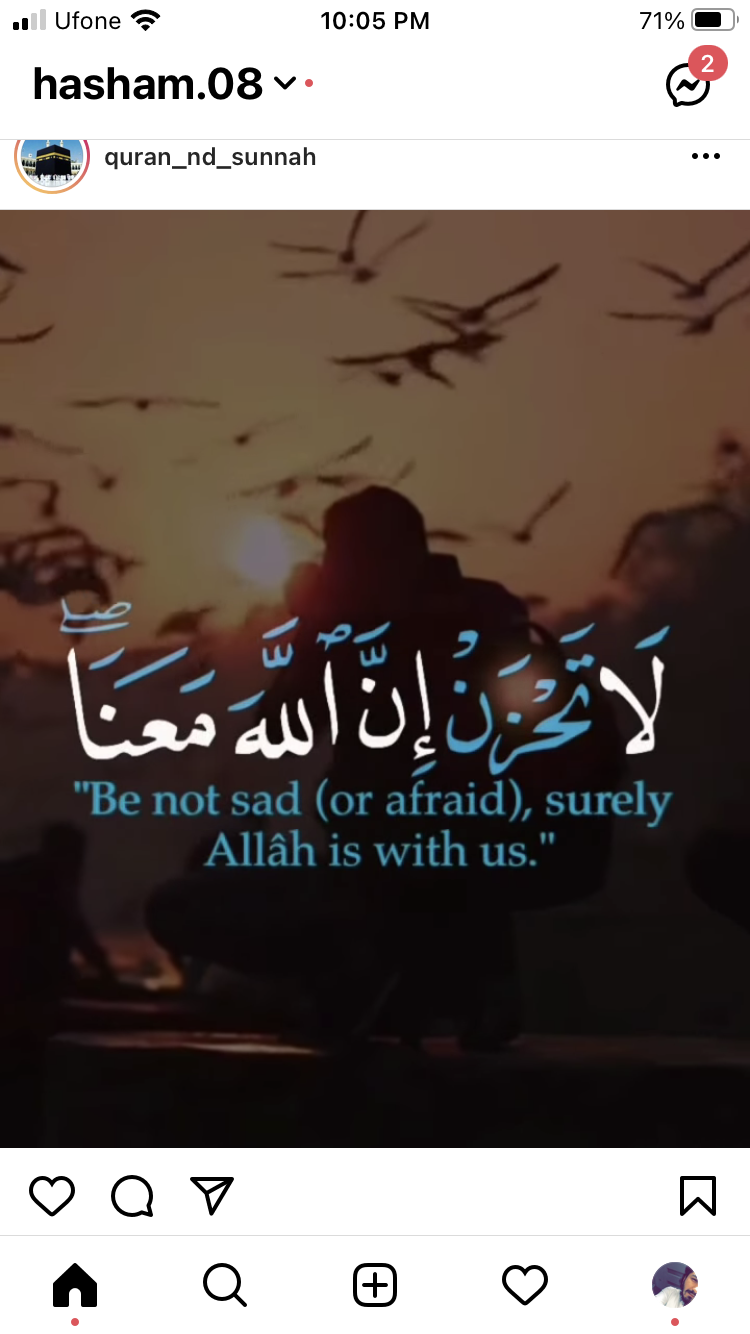 Ufone 10:05 PM 71%
hasham.08 2
quran_nd_sunnah
لَا تَحْزَنْ إِنَّ ٱللَّهَ مَعَنَاۖ
"Be not sad (or afraid), surely
Allâh is with us."